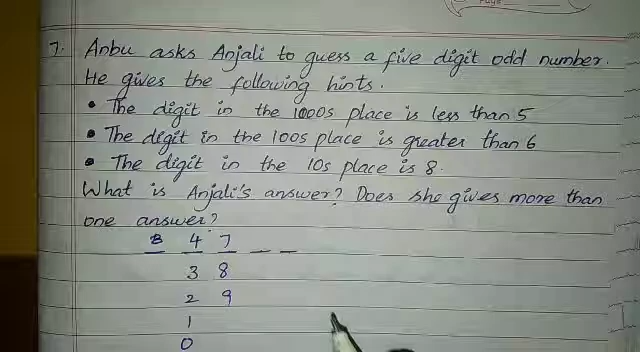 7. Anbu asks Anjali to guess a five digit odd number.
He gives the following hints.
• The digit in the 1000s place is less than 5
• The digit in the 100s place is greater than 6
• The digit in the 10s place is 8.
What is Anjali's answer? Does she gives more than
one answer?
8 4 7 _ _
3 8
2 9
1
0